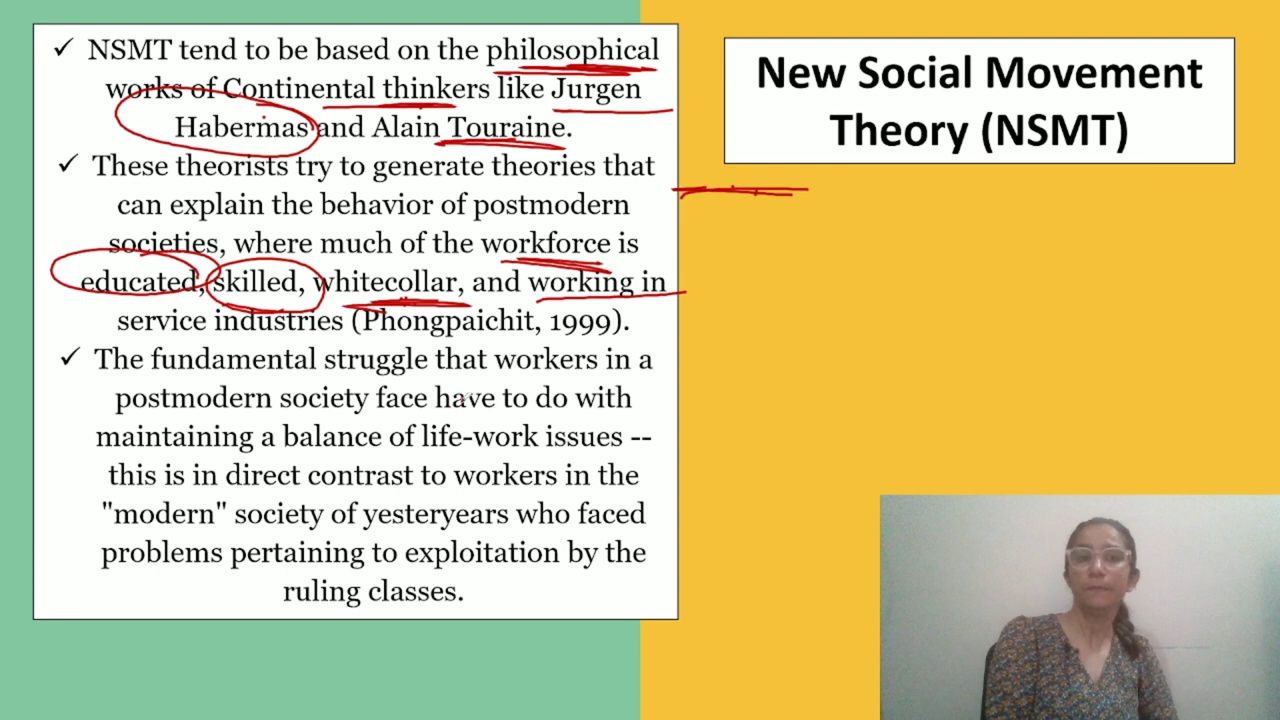 ✓ NSMT tend to be based on the philosophical
works of Continental thinkers like Jurgen
Habermas and Alain Touraine.
✓ These theorists try to generate theories that
can explain the behavior of postmodern
societies, where much of the workforce is
educated, skilled, whitecollar, and working in
service industries (Phongpaichit, 1999).
✓ The fundamental struggle that workers in a
postmodern society face have to do with
maintaining a balance of life-work issues --
this is in direct contrast to workers in the
"modern" society of yesteryears who faced
problems pertaining to exploitation by the
ruling classes.
New Social Movement
Theory (NSMT)